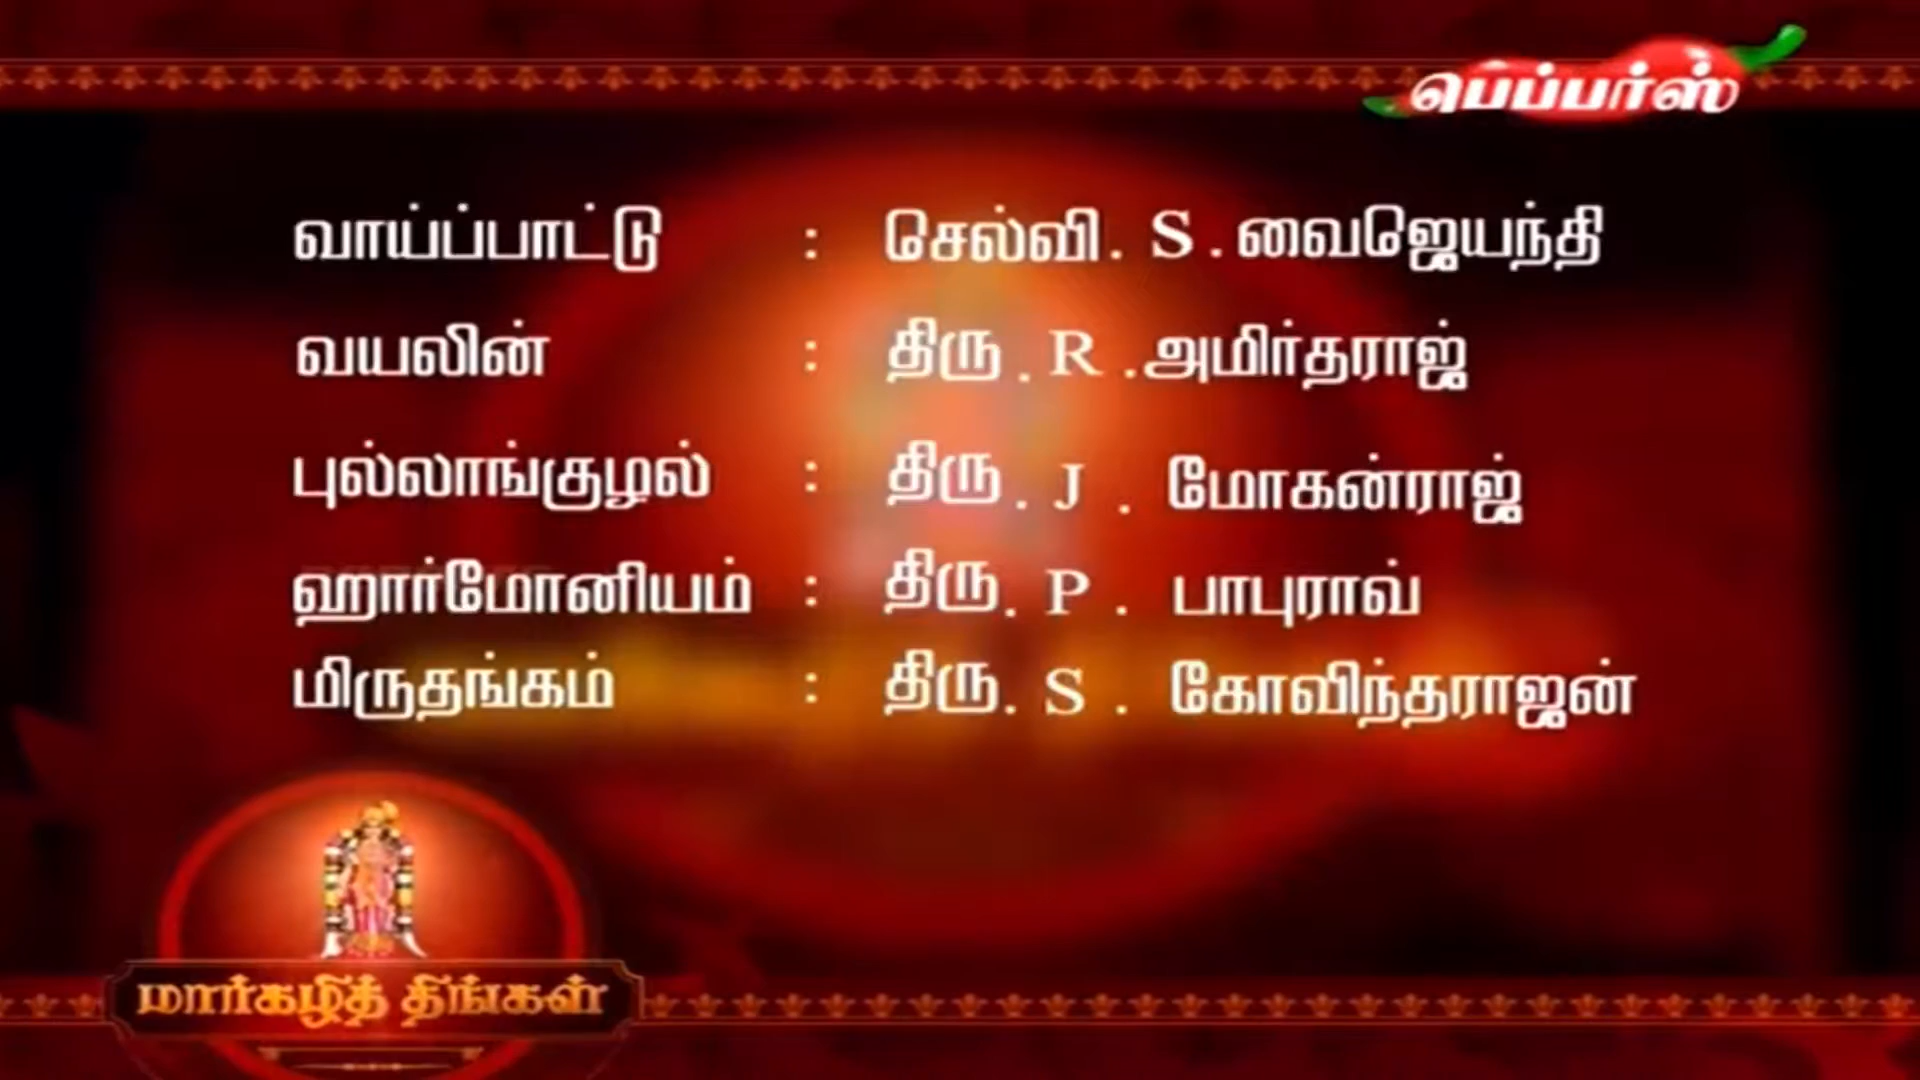 பெப்பர்ஸ்
வாய்ப்பாட்டு : செல்வி. S. வைஜெயந்தி
வயலின் : திரு. R. அமிர்தராஜ்
புல்லாங்குழல் : திரு. J. மோகன்ராஜ்
ஹார்மோனியம் : திரு. P. பாபுராவ்
மிருதங்கம் : திரு. S. கோவிந்தராஜன்
மார்கழித் திங்கள்